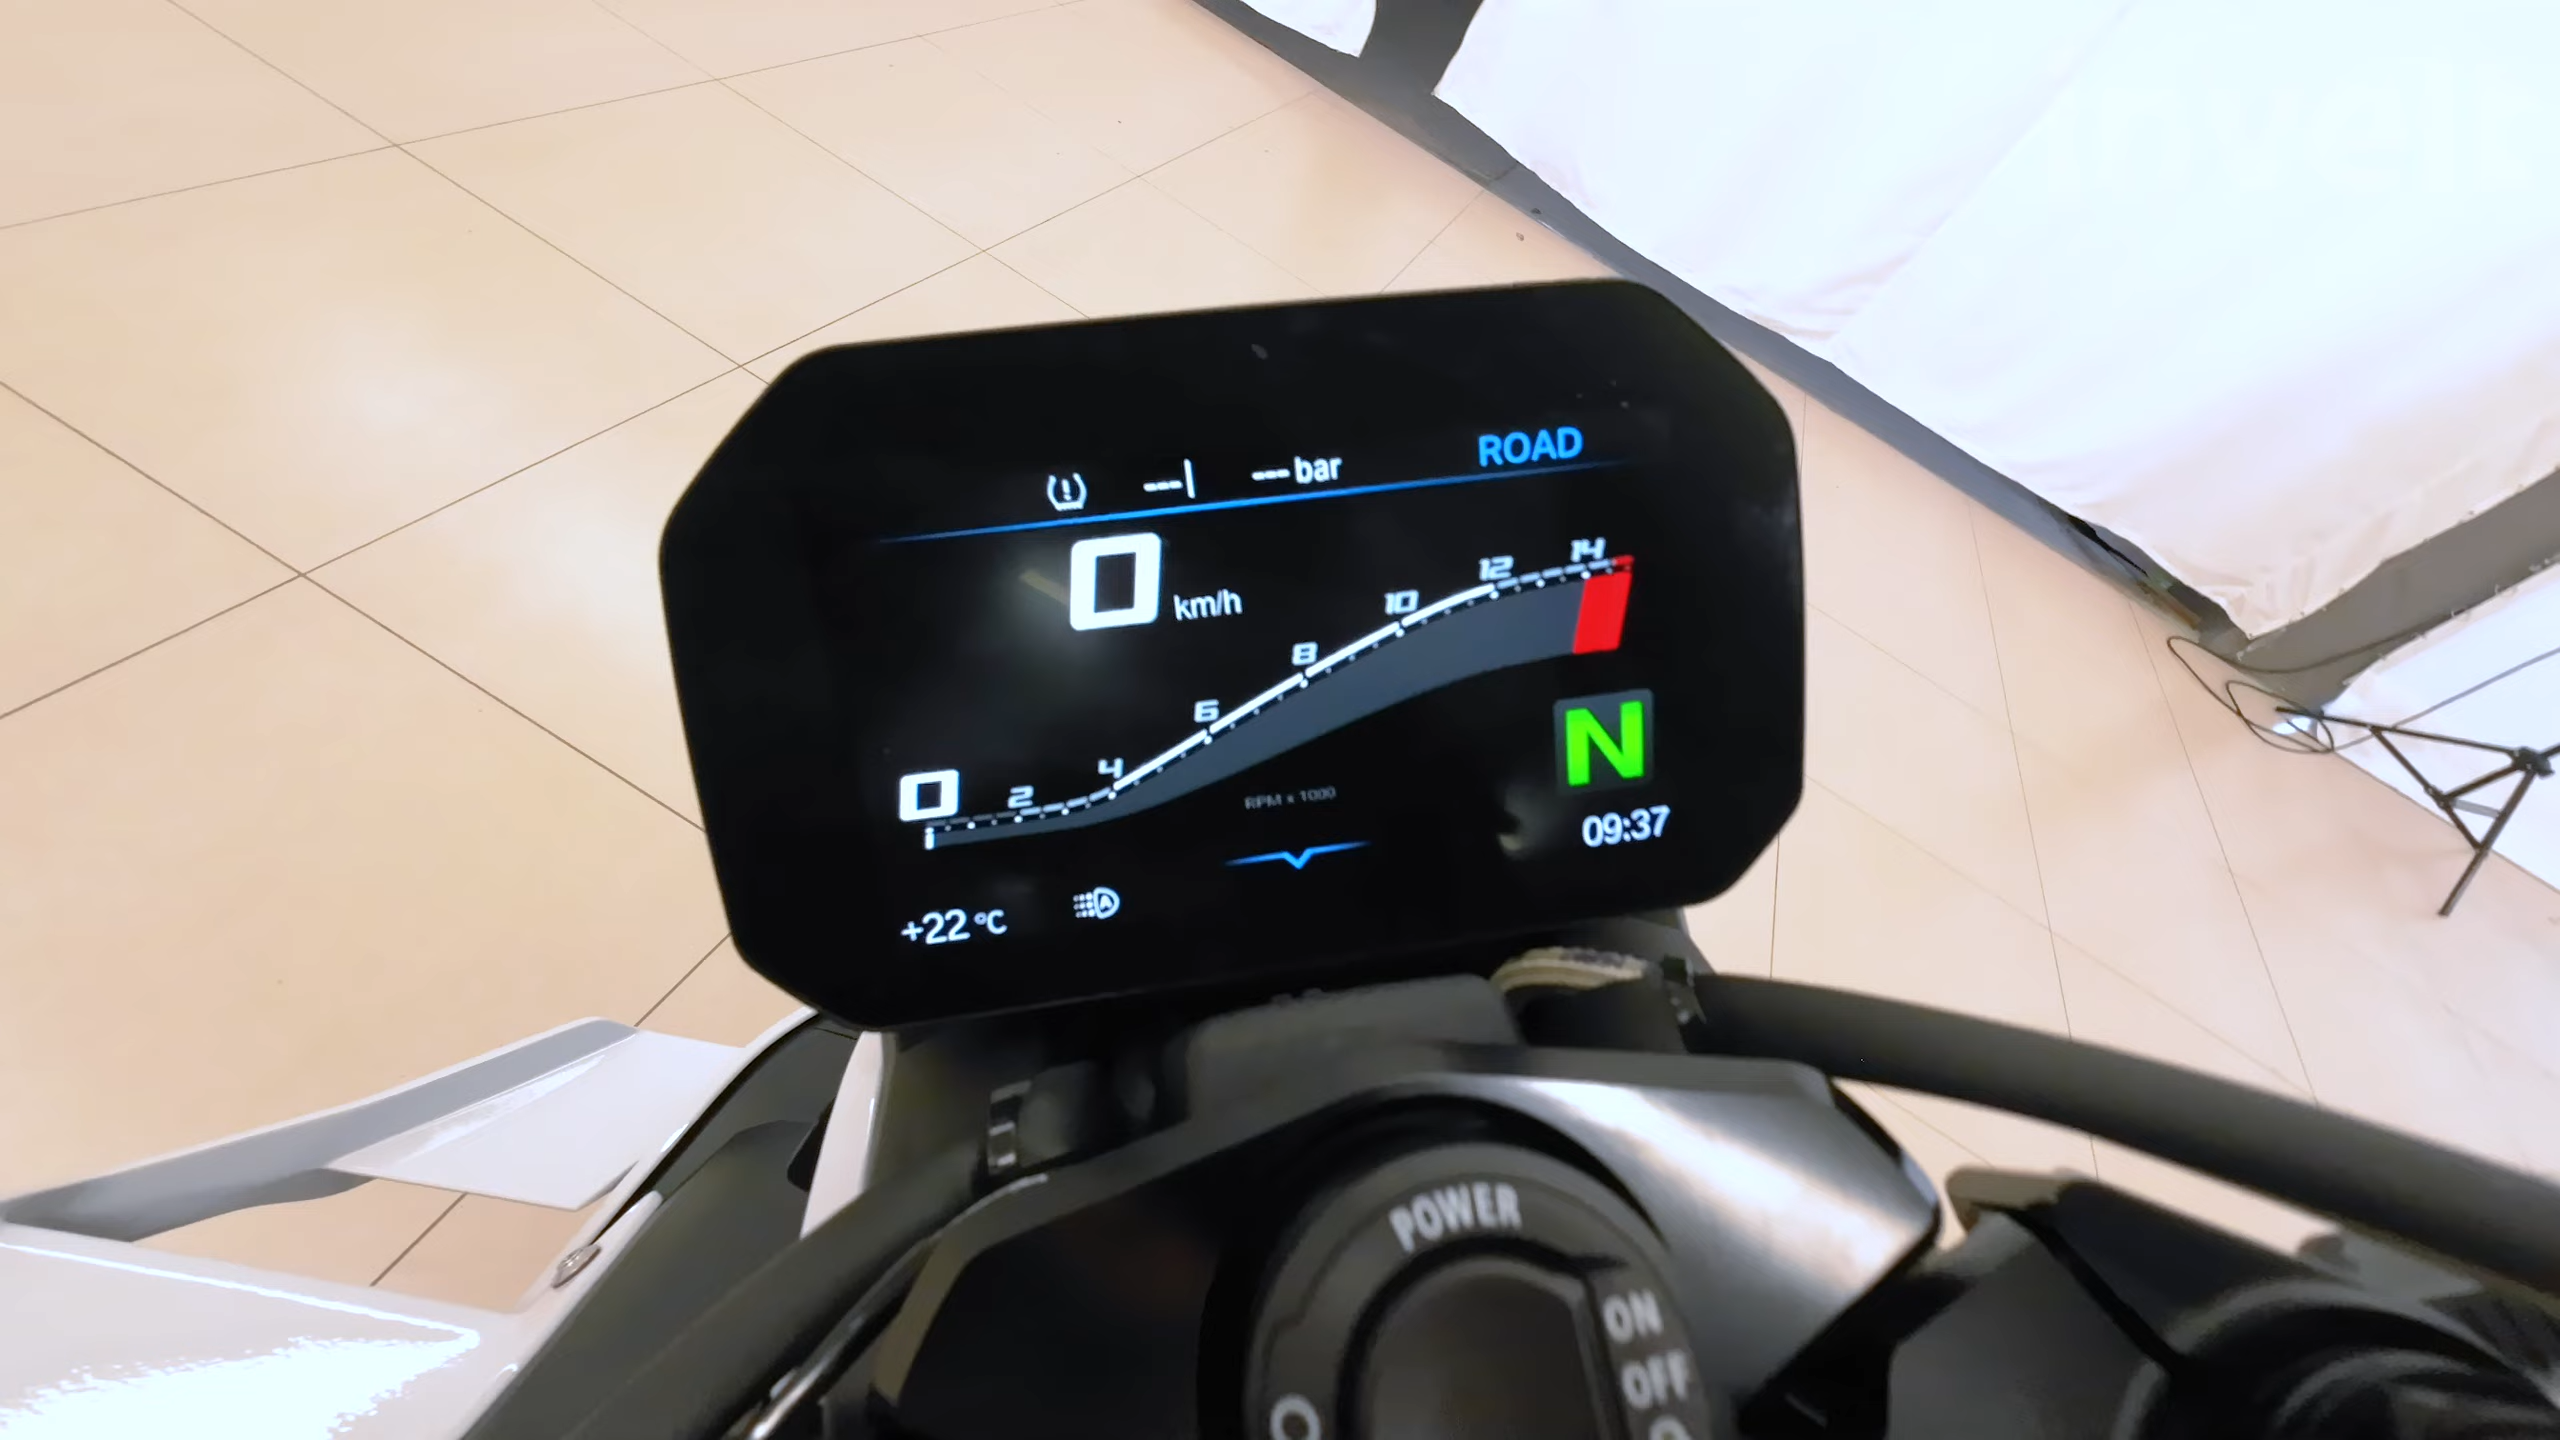 ---| --- bar ROAD
0 km/h
14
12
10
8
6
4
2
0
RPM x 1000
N
09:37
+22 °C
A
POWER
ON
OFF